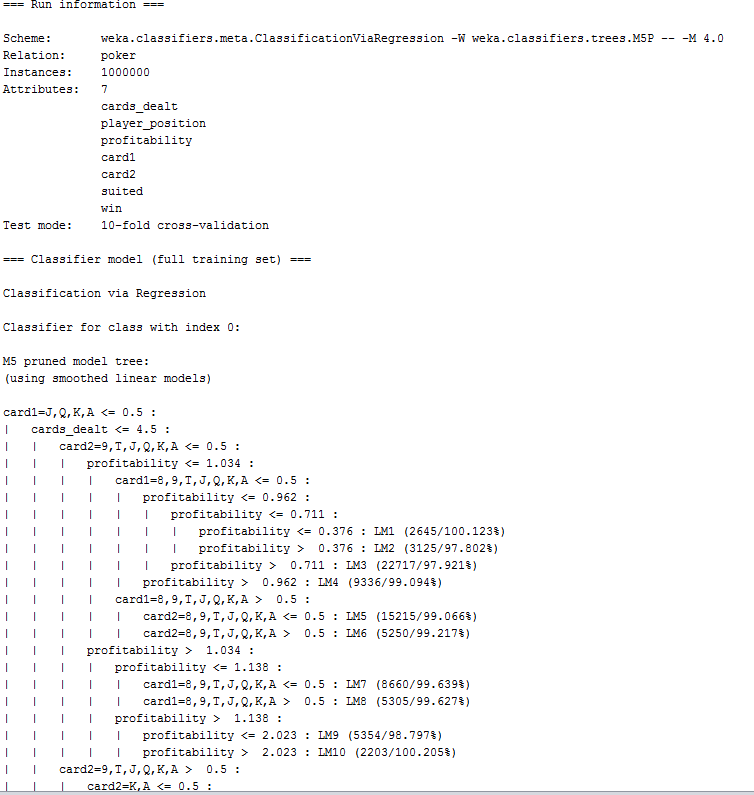 === Run information ===

Scheme:       weka.classifiers.meta.ClassificationViaRegression -W weka.classifiers.trees.M5P -- -M 4.0
Relation:     poker
Instances:    1000000
Attributes:   7
              cards_dealt
              player_position
              profitability
              card1
              card2
              suited
              win
Test mode:    10-fold cross-validation

=== Classifier model (full training set) ===

Classification via Regression

Classifier for class with index 0:

M5 pruned model tree:
(using smoothed linear models)

card1=J,Q,K,A <= 0.5 :
|   cards_dealt <= 4.5 :
|   |   card2=9,T,J,Q,K,A <= 0.5 :
|   |   |   profitability <= 1.034 :
|   |   |   |   card1=8,9,T,J,Q,K,A <= 0.5 :
|   |   |   |   |   profitability <= 0.962 :
|   |   |   |   |   |   profitability <= 0.711 :
|   |   |   |   |   |   |   profitability <= 0.376 : LM1 (2645/100.123%)
|   |   |   |   |   |   |   profitability >  0.376 : LM2 (3125/97.802%)
|   |   |   |   |   |   profitability >  0.711 : LM3 (22717/97.921%)
|   |   |   |   |   profitability >  0.962 : LM4 (9336/99.094%)
|   |   |   |   card1=8,9,T,J,Q,K,A >  0.5 :
|   |   |   |   |   card2=8,9,T,J,Q,K,A <= 0.5 : LM5 (15215/99.066%)
|   |   |   |   |   card2=8,9,T,J,Q,K,A >  0.5 : LM6 (5250/99.217%)
|   |   |   profitability >  1.034 :
|   |   |   |   profitability <= 1.138 :
|   |   |   |   |   card1=8,9,T,J,Q,K,A <= 0.5 : LM7 (8660/99.639%)
|   |   |   |   |   card1=8,9,T,J,Q,K,A >  0.5 : LM8 (5305/99.627%)
|   |   |   |   profitability >  1.138 :
|   |   |   |   |   profitability <= 2.023 : LM9 (5354/98.797%)
|   |   |   |   |   profitability >  2.023 : LM10 (2203/100.205%)
|   |   card2=9,T,J,Q,K,A >  0.5 :
|   |   |   card2=K,A <= 0.5 :